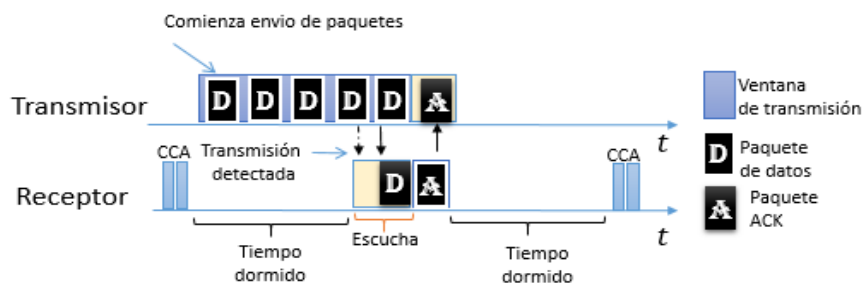 Comienza envio de paquetes
Transmisor
D D D D D A
t
CCA
Transmisión
detectada
CCA
Receptor
D A
t
Tiempo
dormido
Escucha
Tiempo
dormido
Ventana
de transmisión
D
Paquete
de datos
A
Paquete
ACK